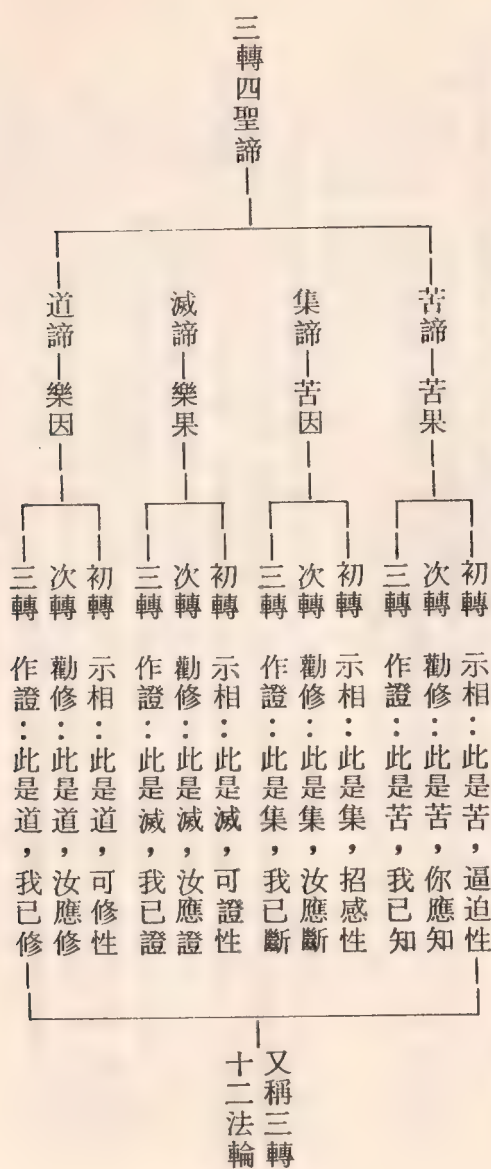 三轉四聖諦
苦諦—苦果
初轉 示相：此是苦，逼迫性
次轉 勸修：此是苦，你應知
三轉 作證：此是苦，我已知
集諦—苦因
初轉 示相：此是集，招感性
次轉 勸修：此是集，汝應斷
三轉 作證：此是集，我已斷
滅諦—樂果
初轉 示相：此是滅，可證性
次轉 勸修：此是滅，汝應證
三轉 作證：此是滅，我已證
道諦—樂因
初轉 示相：此是道，可修性
次轉 勸修：此是道，汝應修
三轉 作證：此是道，我已修
又稱三轉
十二法輪